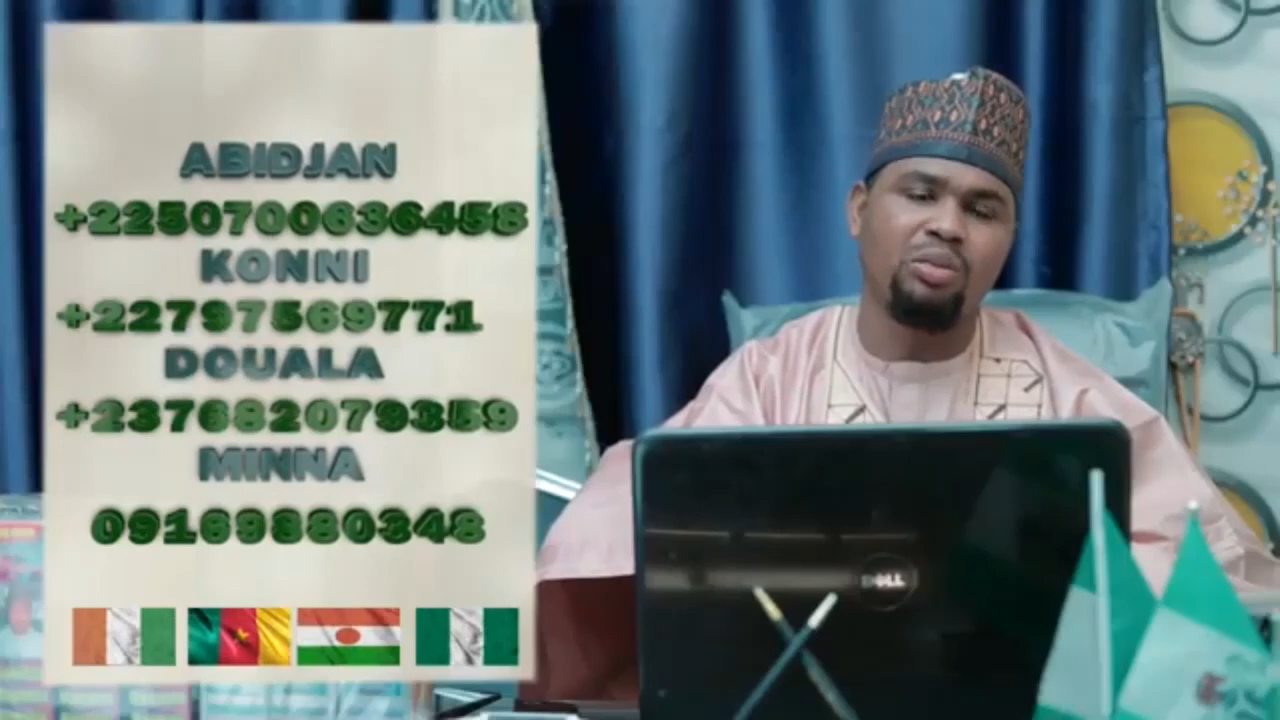 ABIDJAN
+2250700636458
KONNI
+22797569771
DOUALA
+237682079359
MINNA
09169880348
DELL